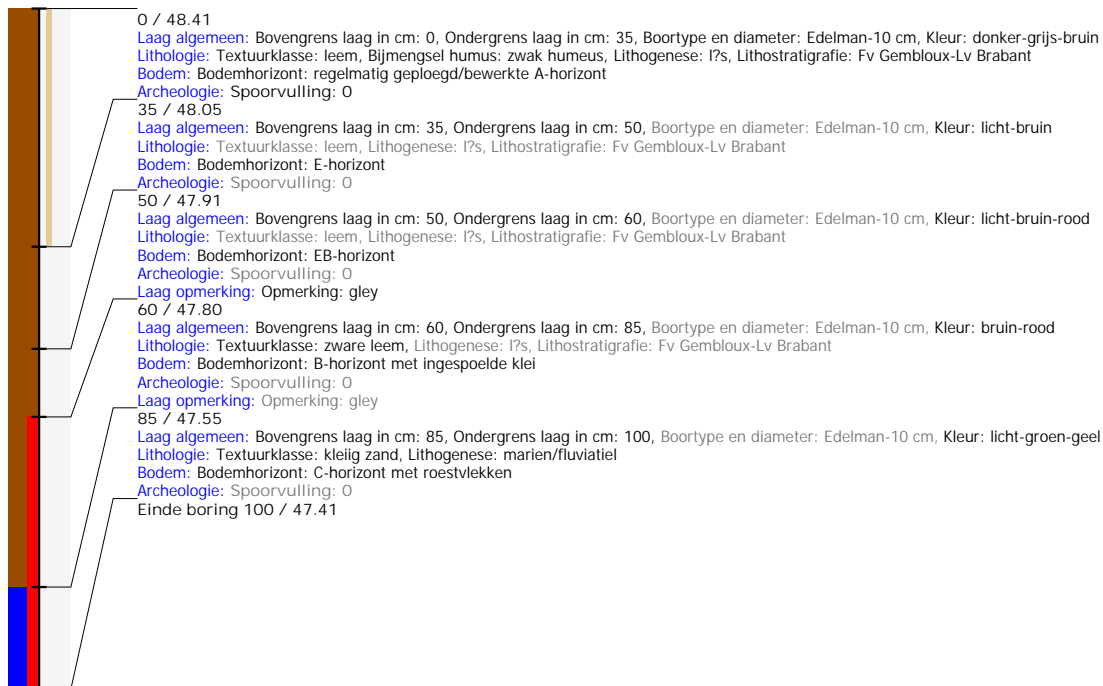 0 / 48.41
Laag algemeen: Bovengrens laag in cm: 0, Ondergrens laag in cm: 35, Boortype en diameter: Edelman-10 cm, Kleur: donker-grijs-bruin
Lithologie: Textuurklasse: leem, Bijmengsel humus: zwak humeus, Lithogenese: l?s, Lithostratigrafie: Fv Gembloux-Lv Brabant
Bodem: Bodemhorizont: regelmatig geploegd/bewerkte A-horizont
Archeologie: Spoorvulling: 0
35 / 48.05
Laag algemeen: Bovengrens laag in cm: 35, Ondergrens laag in cm: 50, Boortype en diameter: Edelman-10 cm, Kleur: licht-bruin
Lithologie: Textuurklasse: leem, Lithogenese: l?s, Lithostratigrafie: Fv Gembloux-Lv Brabant
Bodem: Bodemhorizont: E-horizont
Archeologie: Spoorvulling: 0
50 / 47.91
Laag algemeen: Bovengrens laag in cm: 50, Ondergrens laag in cm: 60, Boortype en diameter: Edelman-10 cm, Kleur: licht-bruin-rood
Lithologie: Textuurklasse: leem, Lithogenese: l?s, Lithostratigrafie: Fv Gembloux-Lv Brabant
Bodem: Bodemhorizont: EB-horizont
Archeologie: Spoorvulling: 0
Laag opmerking: Opmerking: gley
60 / 47.80
Laag algemeen: Bovengrens laag in cm: 60, Ondergrens laag in cm: 85, Boortype en diameter: Edelman-10 cm, Kleur: bruin-rood
Lithologie: Textuurklasse: zware leem, Lithogenese: l?s, Lithostratigrafie: Fv Gembloux-Lv Brabant
Bodem: Bodemhorizont: B-horizont met ingespoelde klei
Archeologie: Spoorvulling: 0
Laag opmerking: Opmerking: gley
85 / 47.55
Laag algemeen: Bovengrens laag in cm: 85, Ondergrens laag in cm: 100, Boortype en diameter: Edelman-10 cm, Kleur: licht-groen-geel
Lithologie: Textuurklasse: kleiig zand, Lithogenese: marien/fluviatiel
Bodem: Bodemhorizont: C-horizont met roestvlekken
Archeologie: Spoorvulling: 0
Einde boring 100 / 47.41